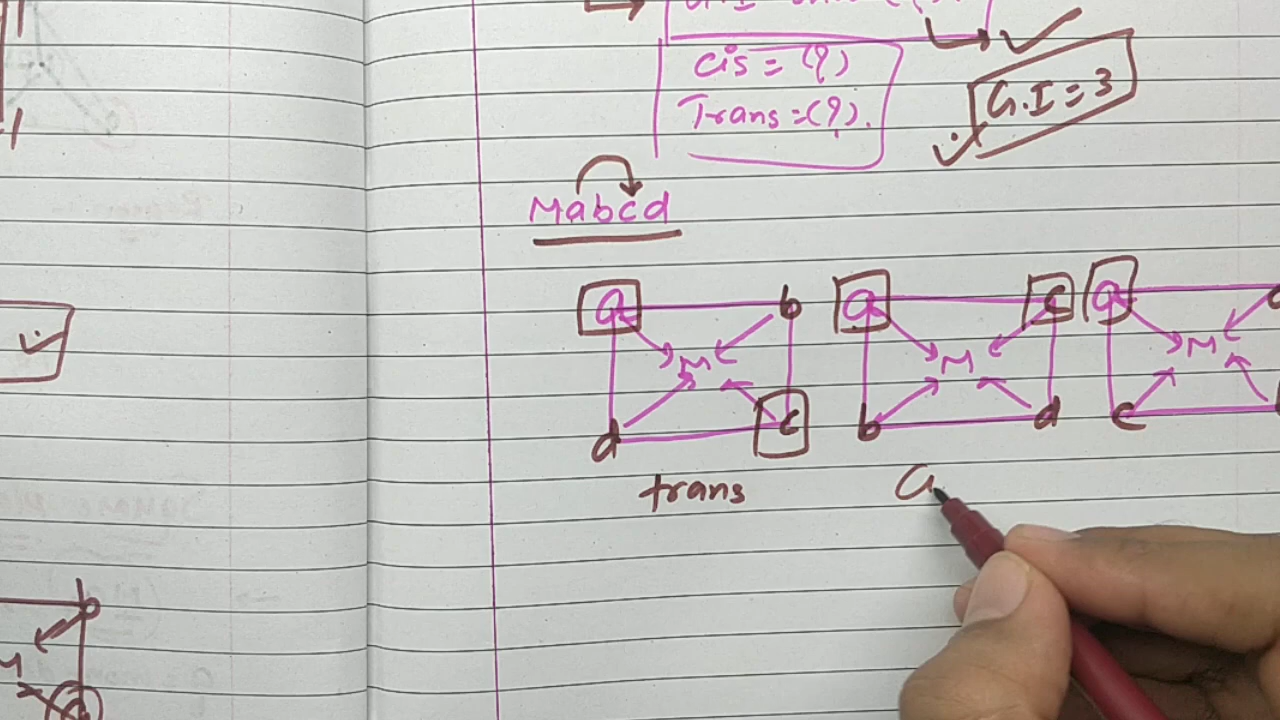 cis = (?)
Trans = (?).
G.I = 3
Mabcd
a b a c a
M M M
d c b d c
trans